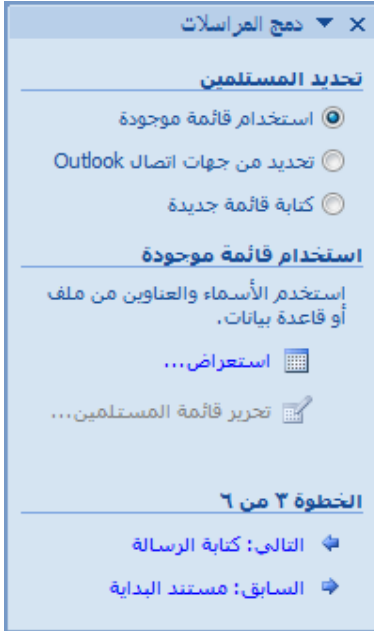 دمج المراسلات
تحديد المستلمين
استخدام قائمة موجودة
تحديد من جهات اتصال Outlook
كتابة قائمة جديدة
استخدام قائمة موجودة
استخدم الأسماء والعناوين من ملف
أو قاعدة بيانات.
استعراض...
تحرير قائمة المستلمين...
الخطوة ٣ من ٦
التالي: كتابة الرسالة
السابق: مستند البداية